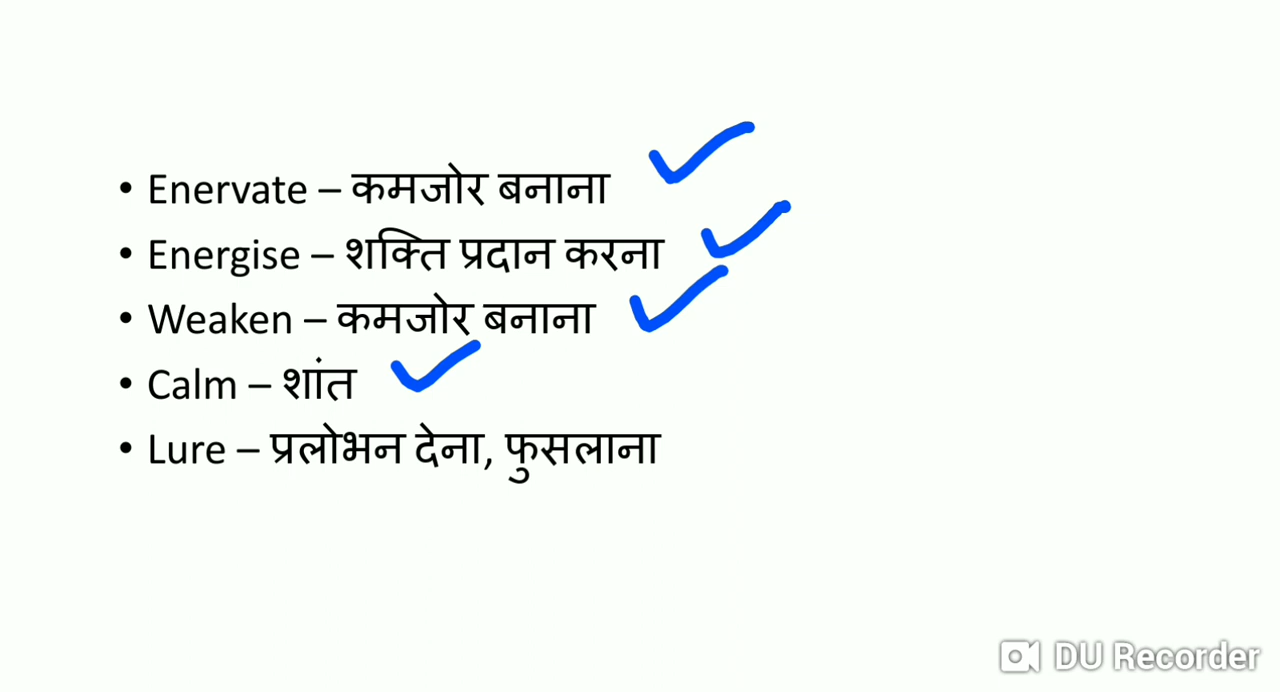 • Enervate – कमजोर बनाना
• Energise – शक्ति प्रदान करना
• Weaken – कमजोर बनाना
• Calm – शांत
• Lure – प्रलोभन देना, फुसलाना
DU Recorder